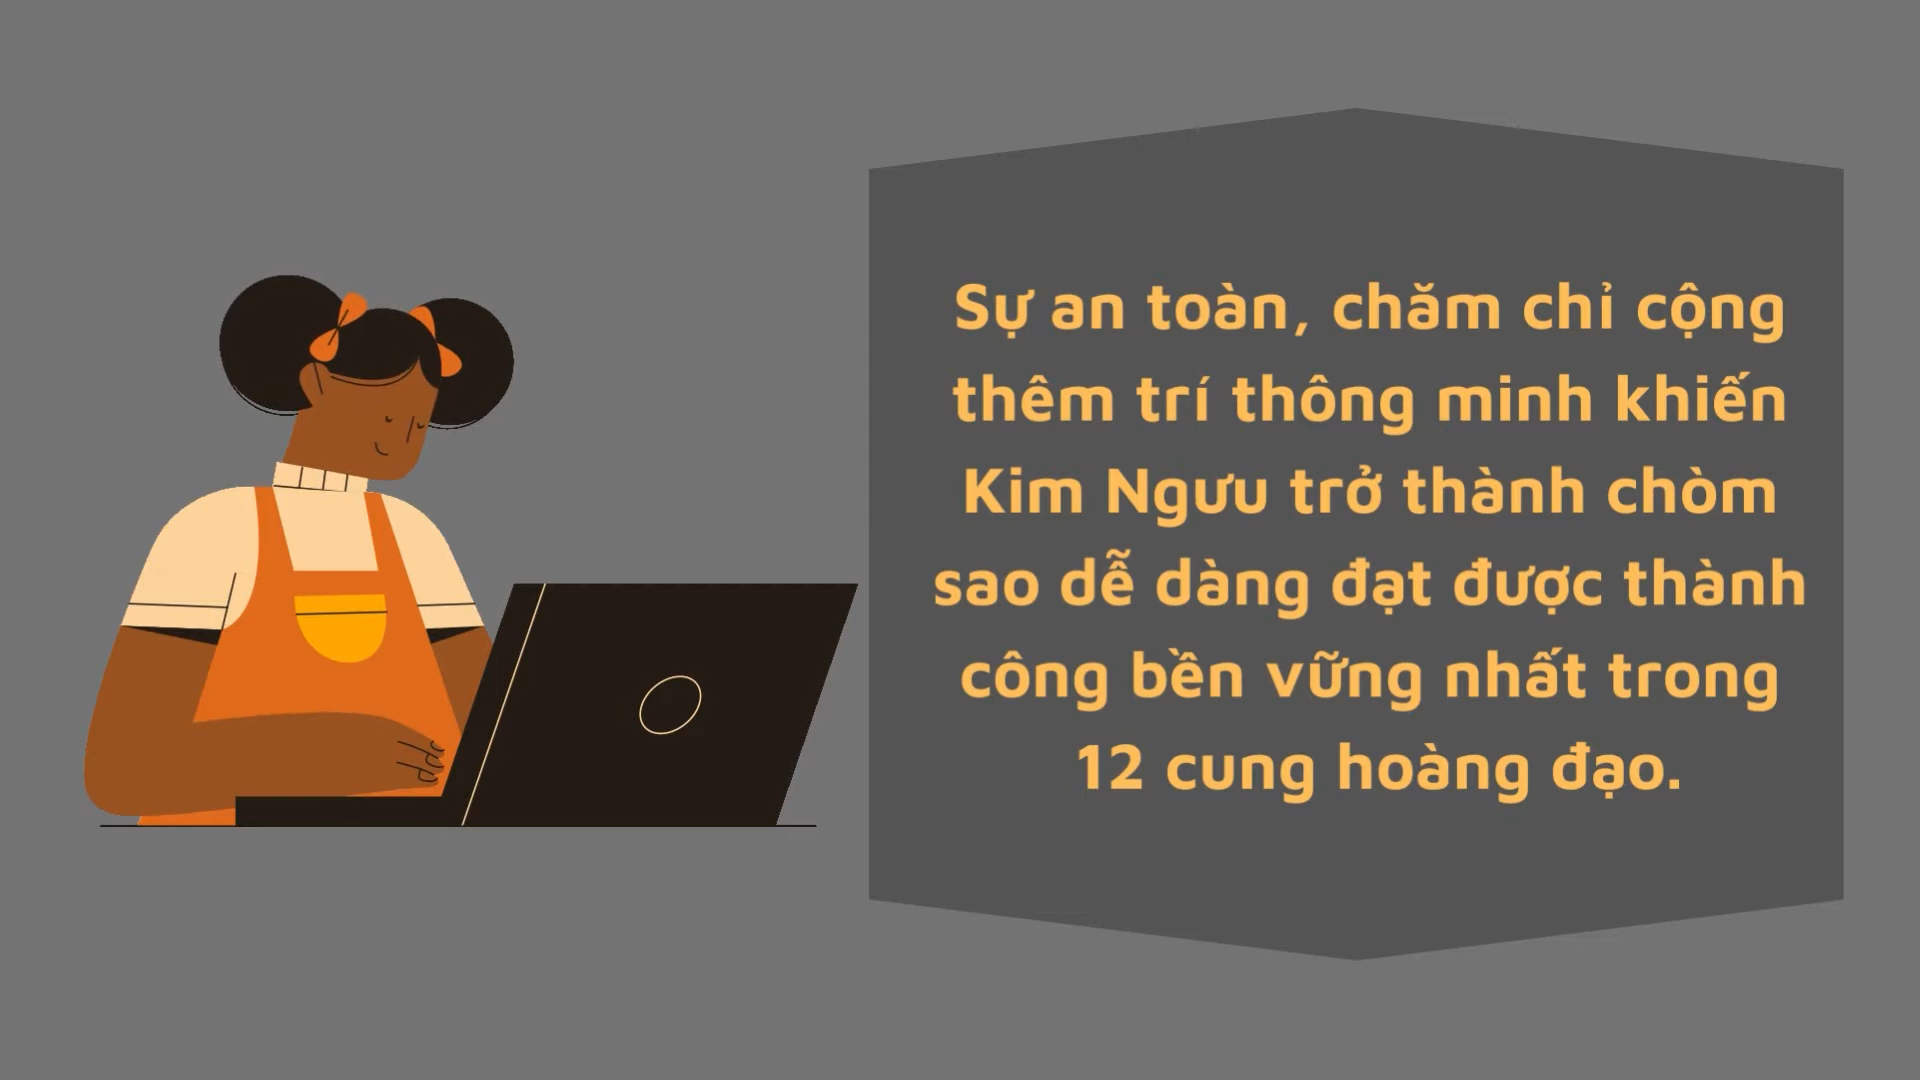 Sự an toàn, chăm chỉ cộng
thêm trí thông minh khiến
Kim Ngưu trở thành chòm
sao dễ dàng đạt được thành
công bền vững nhất trong
12 cung hoàng đạo.